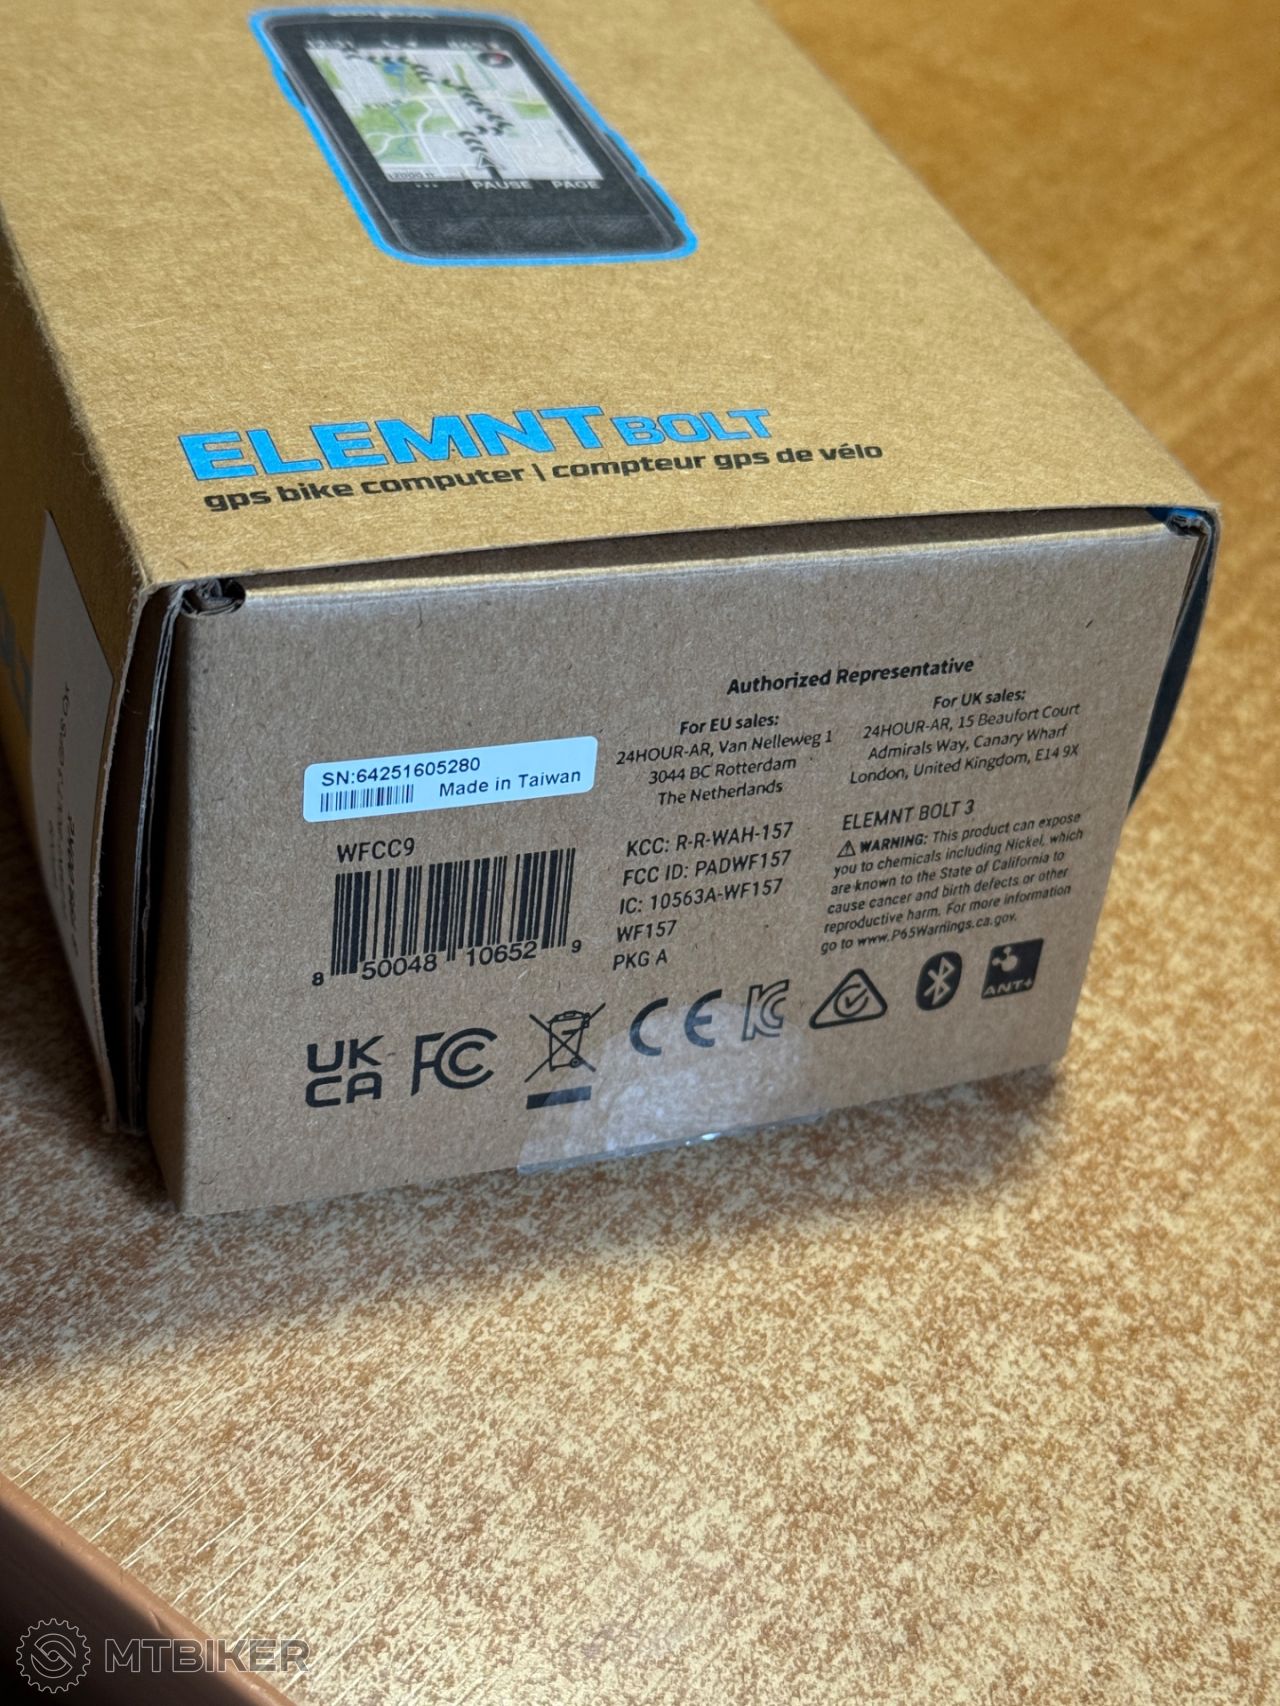 PAUSE PAGE
ELEMNT BOLT
gps bike computer \ compteur gps de vélo
Authorized Representative
For EU sales:
24HOUR-AR, Van Nelleweg 1
3044 BC Rotterdam
The Netherlands
For UK sales:
24HOUR-AR, 15 Beaufort Court
Admirals Way, Canary Wharf
London, United Kingdom, E14 9X
SN:64251605280
Made in Taiwan
WFCC9
8 50048 10652 9
KCC: R-R-WAH-157
FCC ID: PADWF157
IC: 10563A-WF157
WF157
PKG A
ELEMNT BOLT 3
WARNING: This product can expose
you to chemicals including Nickel, which
are known to the State of California to
cause cancer and birth defects or other
reproductive harm. For more information
go to www.P65Warnings.ca.gov.
UK
CA
FC
CE
KC
ANT+
MTBIKER